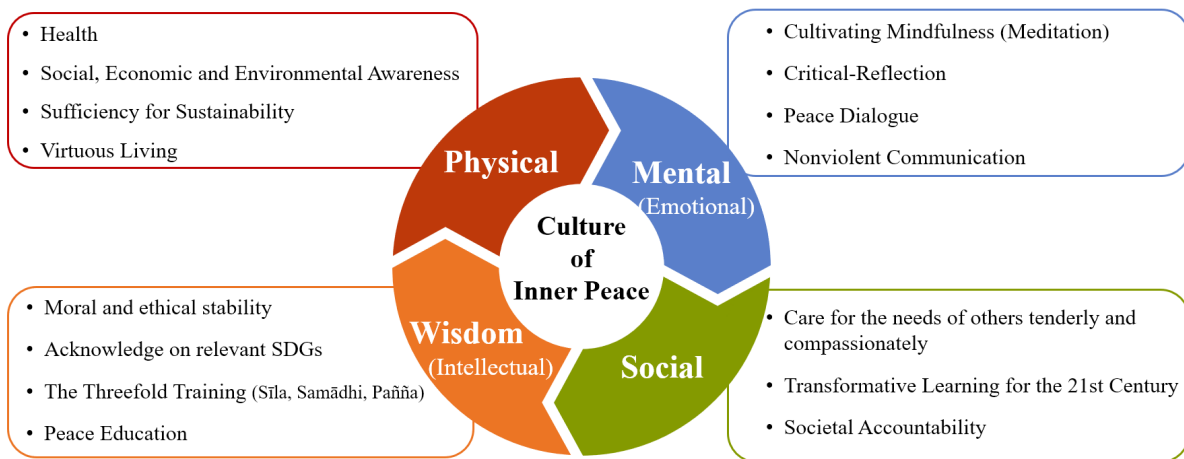 • Health
• Social, Economic and Environmental Awareness
• Sufficiency for Sustainability
• Virtuous Living
• Cultivating Mindfulness (Meditation)
• Critical-Reflection
• Peace Dialogue
• Nonviolent Communication
Physical
Mental
(Emotional)
Culture
of
Inner Peace
Wisdom
(Intellectual)
Social
• Moral and ethical stability
• Acknowledge on relevant SDGs
• The Threefold Training (Sīla, Samādhi, Pañña)
• Peace Education
• Care for the needs of others tenderly and
compassionately
• Transformative Learning for the 21st Century
• Societal Accountability